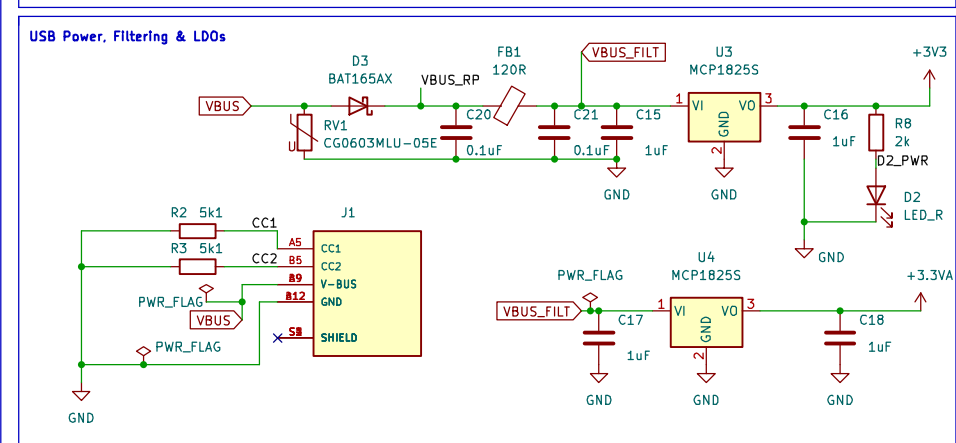 USB Power, Filtering & LDOs
VBUS
D3
BAT165AX
VBUS_RP
FB1
120R
VBUS_FILT
U3
MCP1825S
+3V3
RV1
CG0603MLU-05E
U
C20
0.1uF
C21
0.1uF
C15
1uF
GND
1
VI
VO
3
GND
2
GND
C16
1uF
R8
2k
D2_PWR
D2
LED_R
GND
R2 5k1
CC1
R3 5k1
CC2
J1
A5
CC1
B5
CC2
V-BUS
GND
SHIELD
PWR_FLAG
VBUS
PWR_FLAG
GND
VBUS_FILT
PWR_FLAG
C17
1uF
GND
U4
MCP1825S
1
VI
VO
3
GND
2
GND
+3.3VA
C18
1uF
GND